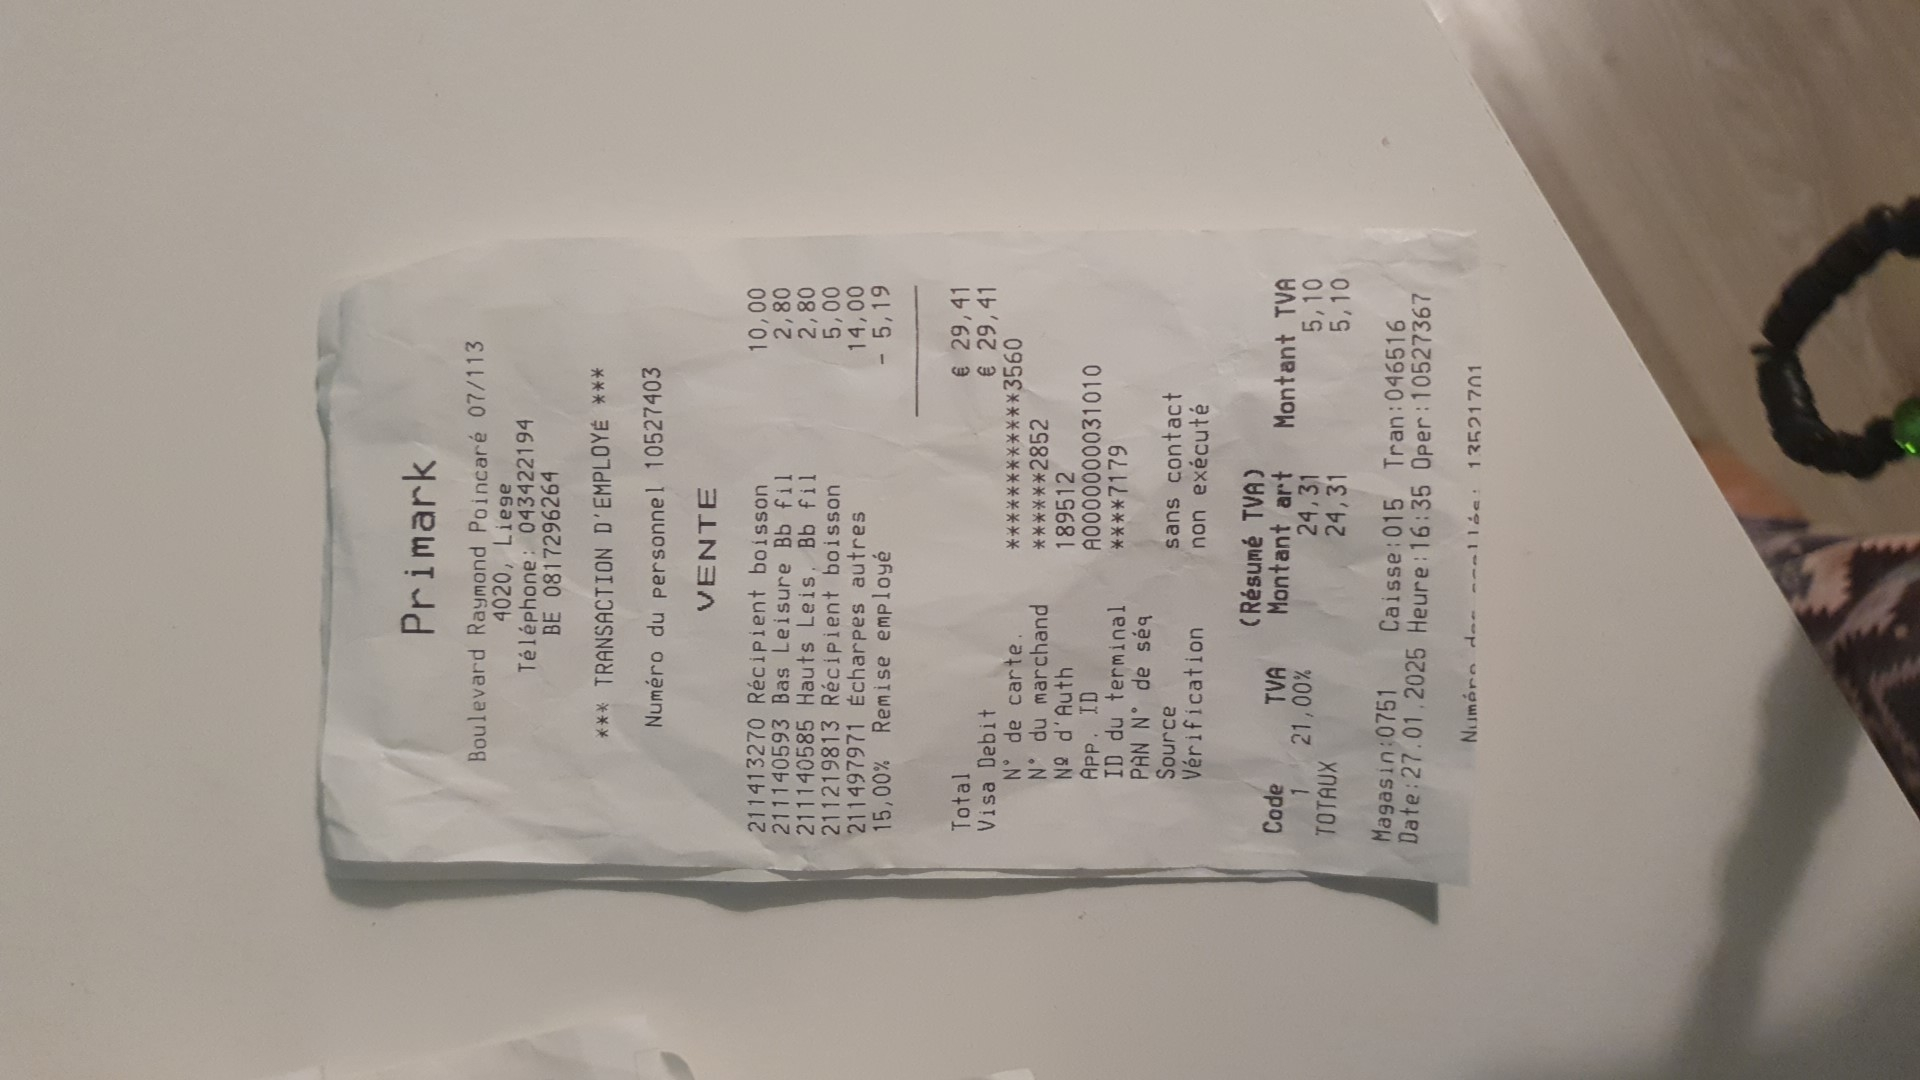 Primark
Boulevard Raymond Poincaré 07/113
4020, Liege
Téléphone: 043422194
BE 0817296264
*** TRANSACTION D'EMPLOYÉ ***
Numéro du personnel 10527403
VENTE
211413270 Récipient boisson 10,00
211140593 Bas Leisure Bb fil 2,80
211140585 Hauts Leis. Bb fil 2,80
211219813 Récipient boisson 5,00
211497971 Écharpes autres 14,00
15,00% Remise employé - 5,19
Total € 29,41
Visa Debit € 29,41
N° de carte. ************3560
N° du marchand ******2852
Nº d'Auth 189512
App. ID A0000000031010
ID du terminal ****7179
PAN N° de séq
Source sans contact
Vérification non exécuté
(Résumé TVA)
Code TVA Montant art Montant TVA
1 21,00% 24,31 5,10
TOTAUX 24,31 5,10
Magasin:0751 Caisse:015 Tran:046516
Date:27.01.2025 Heure:16:35 Oper:10527367
Numéro 13521701